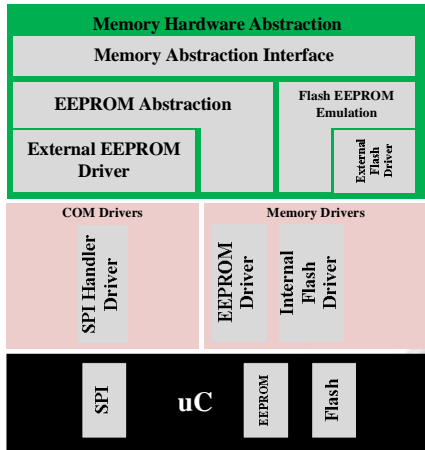 Memory Hardware Abstraction
Memory Abstraction Interface
EEPROM Abstraction
Flash EEPROM
Emulation
External EEPROM
Driver
External
Flash
Driver
COM Drivers
Memory Drivers
SPI Handler
Driver
EEPROM
Driver
Internal
Flash
Driver
SPI
uC
EEPROM
Flash